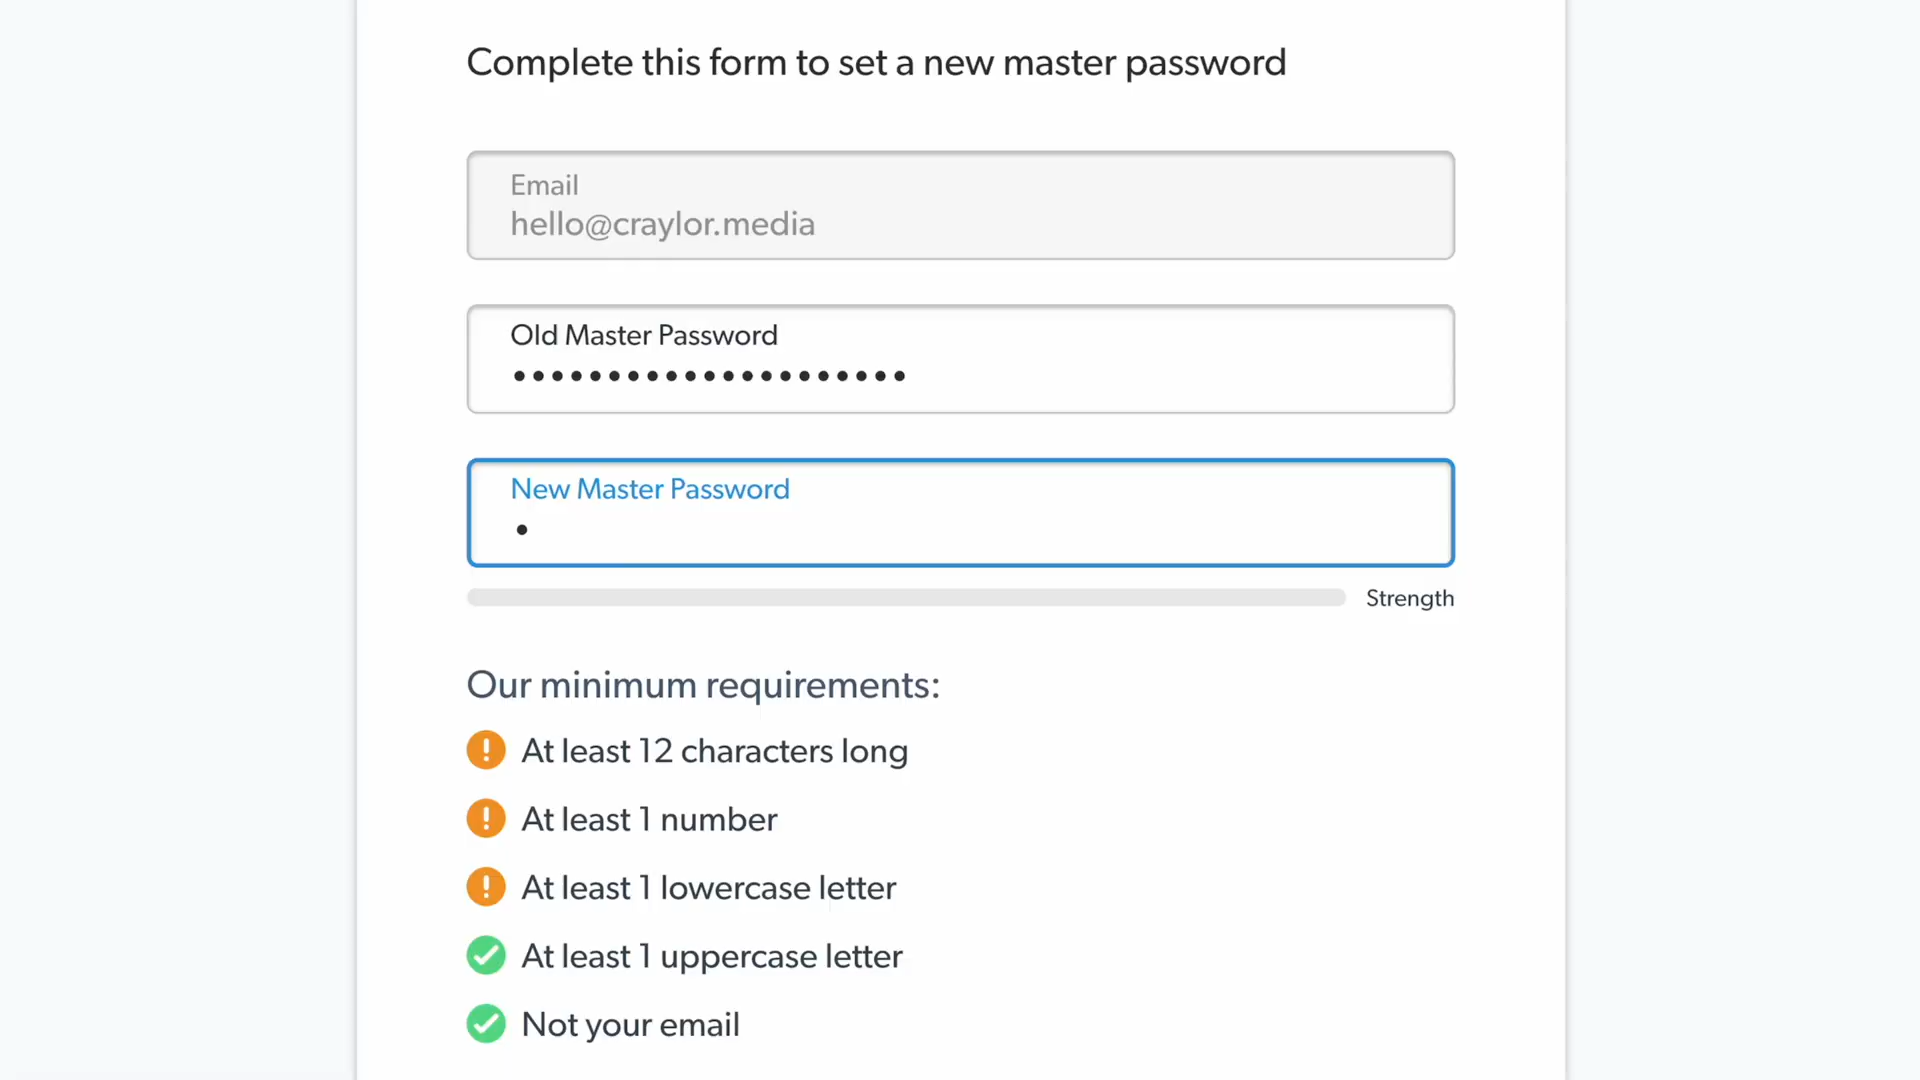 Complete this form to set a new master password
Email
hello@craylor.media
Old Master Password
•••••••••••••••••••••
New Master Password
•
Strength
Our minimum requirements:
At least 12 characters long
At least 1 number
At least 1 lowercase letter
At least 1 uppercase letter
Not your email